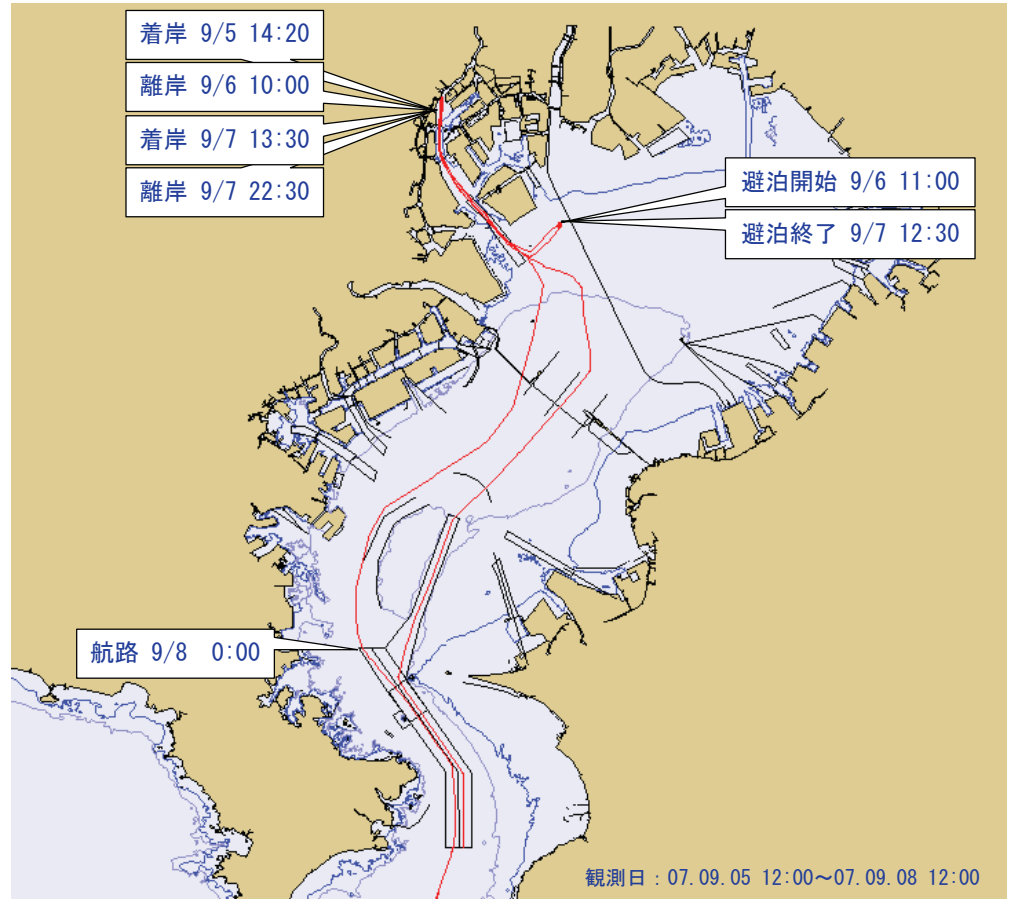 着岸 9/5 14:20
離岸 9/6 10:00
着岸 9/7 13:30
離岸 9/7 22:30
避泊開始 9/6 11:00
避泊終了 9/7 12:30
航路 9/8 0:00
観測日：07.09.05 12:00～07.09.08 12:00